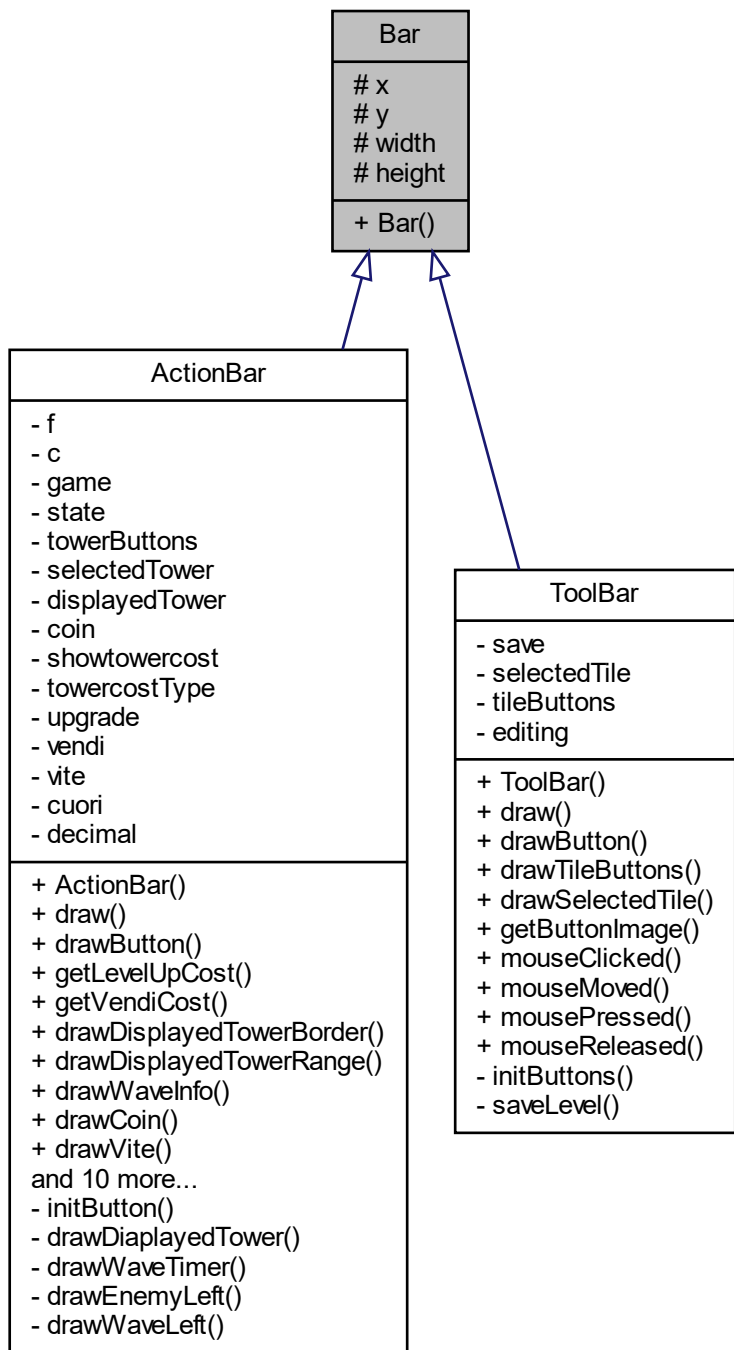 Bar
# x
# y
# width
# height
+ Bar()
ActionBar
- f
- c
- game
- state
- towerButtons
- selectedTower
- displayedTower
- coin
- showtowercost
- towercostType
- upgrade
- vendi
- vite
- cuori
- decimal
+ ActionBar()
+ draw()
+ drawButton()
+ getLevelUpCost()
+ getVendiCost()
+ drawDisplayedTowerBorder()
+ drawDisplayedTowerRange()
+ drawWaveInfo()
+ drawCoin()
+ drawVite()
and 10 more...
- initButton()
- drawDiaplayedTower()
- drawWaveTimer()
- drawEnemyLeft()
- drawWaveLeft()
ToolBar
- save
- selectedTile
- tileButtons
- editing
+ ToolBar()
+ draw()
+ drawButton()
+ drawTileButtons()
+ drawSelectedTile()
+ getButtonImage()
+ mouseClicked()
+ mouseMoved()
+ mousePressed()
+ mouseReleased()
- initButtons()
- saveLevel()